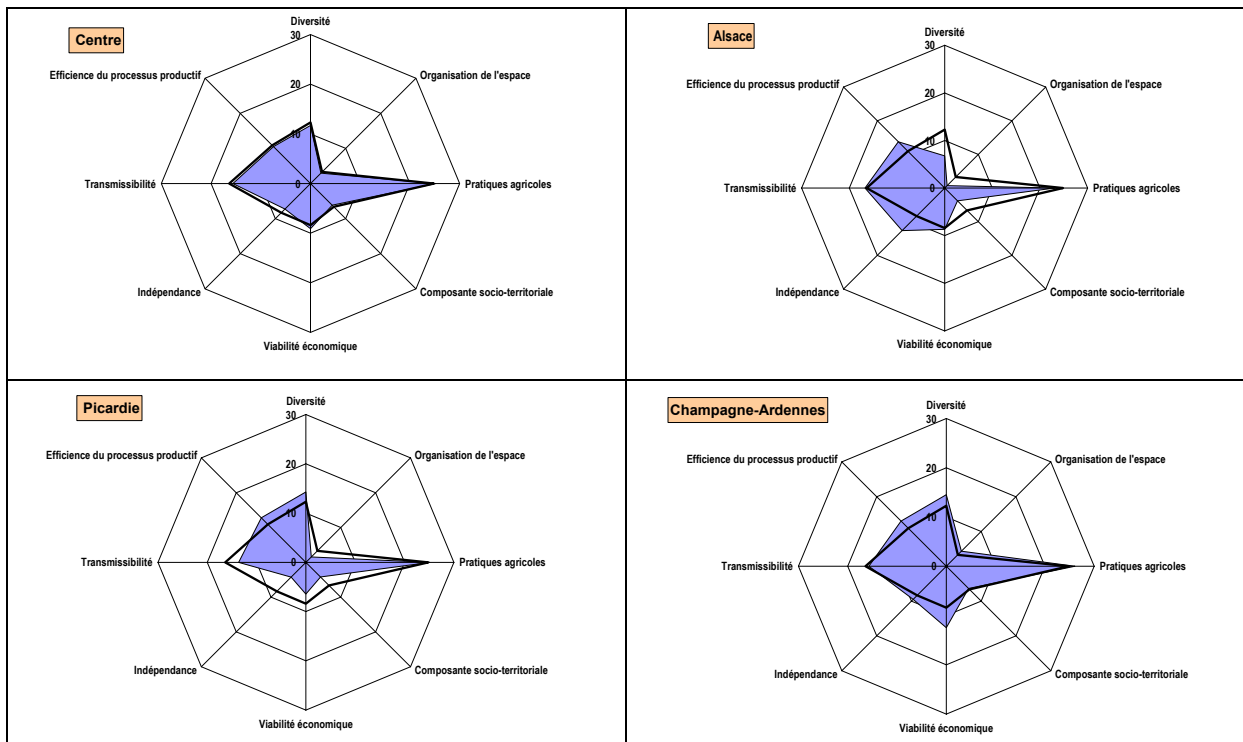 Centre
Diversité
30
Efficience du processus productif
Organisation de l'espace
20
10
Transmissibilité
0
Pratiques agricoles
Indépendance
Composante socio-territoriale
Viabilité économique
Alsace
Diversité
30
Efficience du processus productif
Organisation de l'espace
20
10
Transmissibilité
0
Pratiques agricoles
Indépendance
Composante socio-territoriale
Viabilité économique
Picardie
Diversité
30
Efficience du processus productif
Organisation de l'espace
20
10
Transmissibilité
0
Pratiques agricoles
Indépendance
Composante socio-territoriale
Viabilité économique
Champagne-Ardennes
Diversité
30
Efficience du processus productif
Organisation de l'espace
20
10
Transmissibilité
0
Pratiques agricoles
Indépendance
Composante socio-territoriale
Viabilité économique